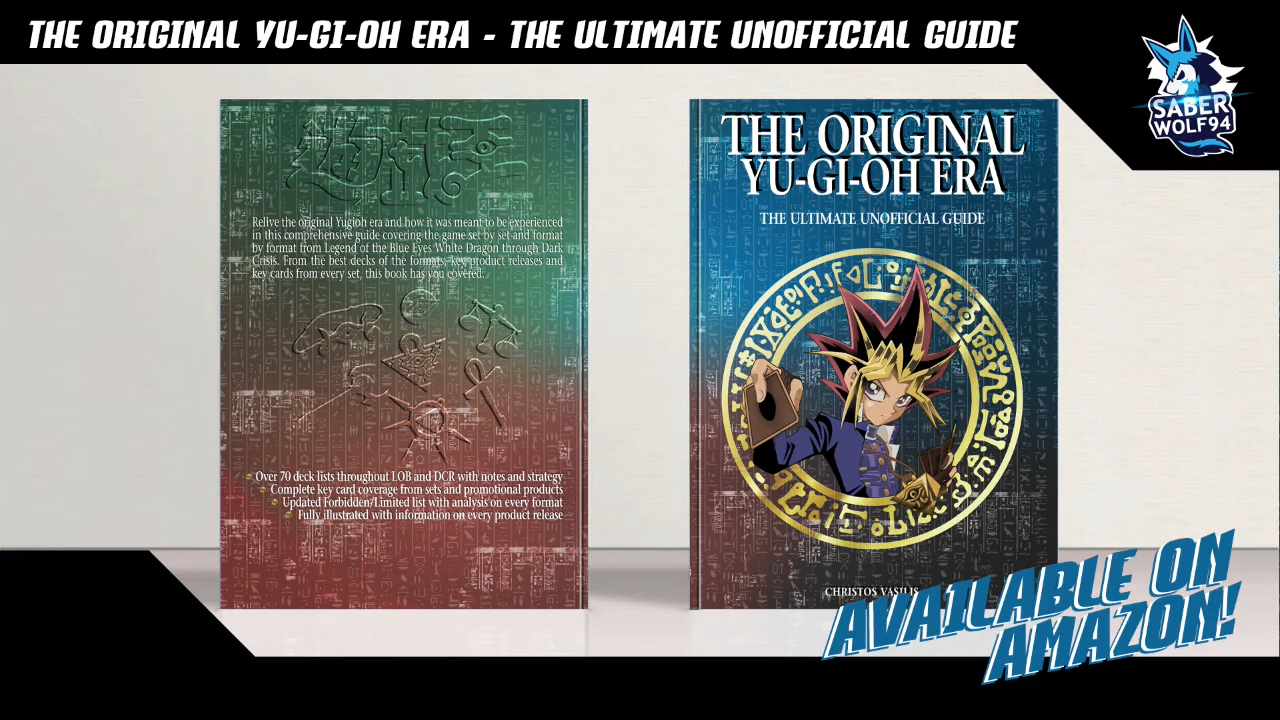 THE ORIGINAL YU-GI-OH ERA - THE ULTIMATE UNOFFICIAL GUIDE
SABER
WOLF94
Relive the original Yugioh era and how it was meant to be experienced
in this comprehensive guide covering the game set by set and format
by format from Legend of the Blue Eyes White Dragon through Dark
Crisis. From the best decks of the formats, key product releases and
key cards from every set, this book has you covered.
Over 70 deck lists throughout LOB and DCR with notes and strategy
Complete key card coverage from sets and promotional products
Updated Forbidden/Limited list with analysis on every format
Fully illustrated with information on every product release
THE ORIGINAL
YU-GI-OH ERA
THE ULTIMATE UNOFFICIAL GUIDE
CHRISTOS VASILIS
AVAILABLE ON
AMAZON!